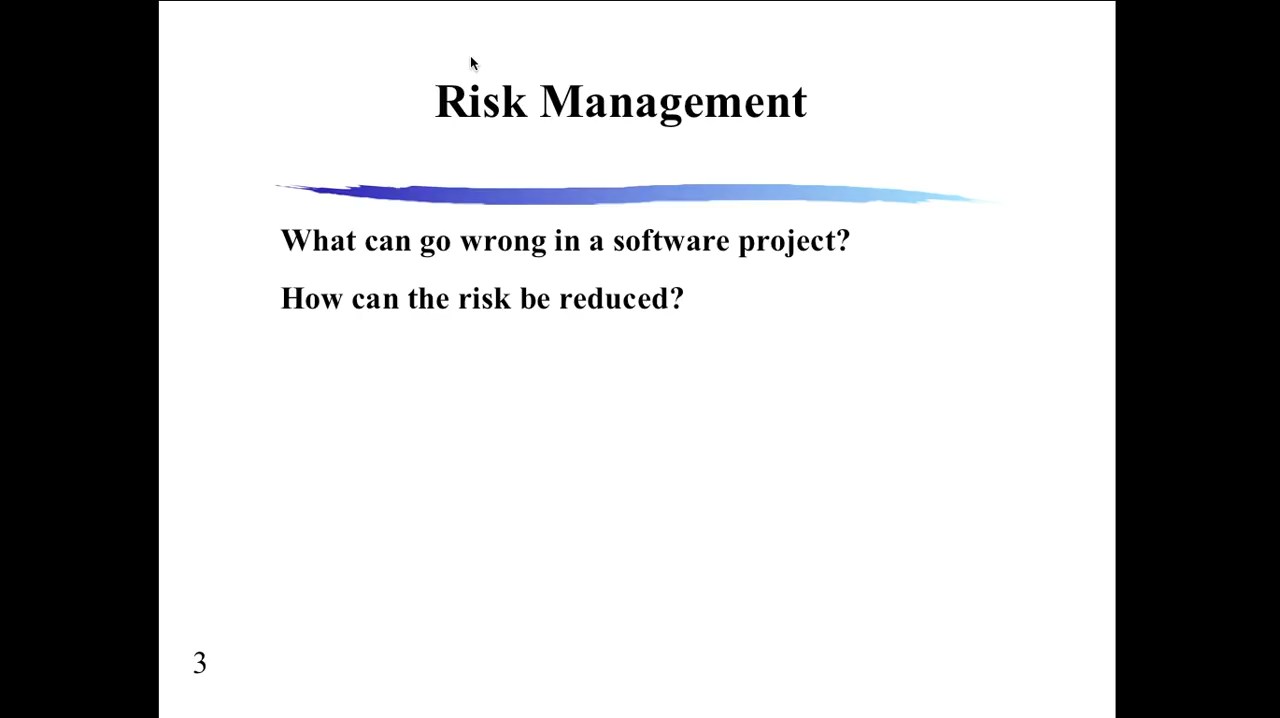 Risk Management
What can go wrong in a software project?
How can the risk be reduced?
3